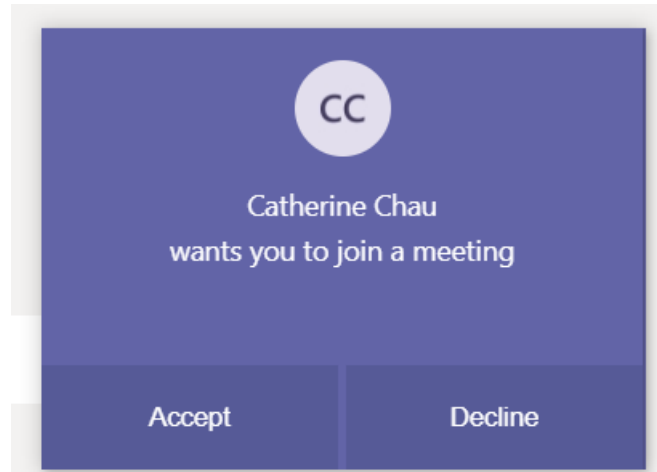 CC
Catherine Chau
wants you to join a meeting
Accept
Decline